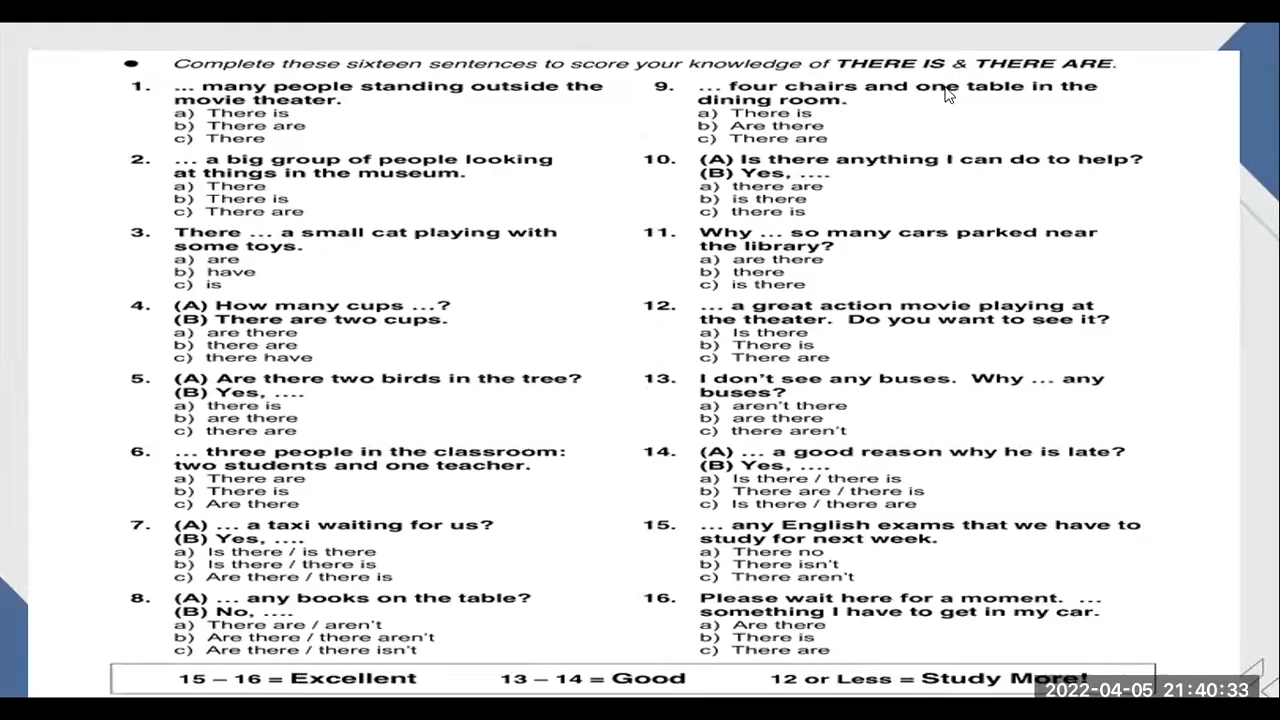 ● Complete these sixteen sentences to score your knowledge of THERE IS & THERE ARE.
1. ... many people standing outside the
movie theater.
a) There is
b) There are
c) There
2. ... a big group of people looking
at things in the museum.
a) There
b) There is
c) There are
3. There ... a small cat playing with
some toys.
a) are
b) have
c) is
4. (A) How many cups ...?
(B) There are two cups.
a) are there
b) there are
c) there have
5. (A) Are there two birds in the tree?
(B) Yes, ....
a) there is
b) are there
c) there are
6. ... three people in the classroom:
two students and one teacher.
a) There are
b) There is
c) Are there
7. (A) ... a taxi waiting for us?
(B) Yes, ....
a) Is there / is there
b) Is there / there is
c) Are there / there is
8. (A) ... any books on the table?
(B) No, ....
a) There are / aren't
b) Are there / there aren't
c) Are there / there isn't
9. ... four chairs and one table in the
dining room.
a) There is
b) Are there
c) There are
10. (A) Is there anything I can do to help?
(B) Yes, ....
a) there are
b) is there
c) there is
11. Why ... so many cars parked near
the library?
a) are there
b) there
c) is there
12. ... a great action movie playing at
the theater. Do you want to see it?
a) Is there
b) There is
c) There are
13. I don't see any buses. Why ... any
buses?
a) aren't there
b) are there
c) there aren't
14. (A) ... a good reason why he is late?
(B) Yes, ....
a) Is there / there is
b) There are / there is
c) Is there / there are
15. ... any English exams that we have to
study for next week.
a) There no
b) There isn't
c) There aren't
16. Please wait here for a moment. ...
something I have to get in my car.
a) Are there
b) There is
c) There are
15 – 16 = Excellent 13 – 14 = Good 12 or Less = Study More!
2022-04-05 21:40:33